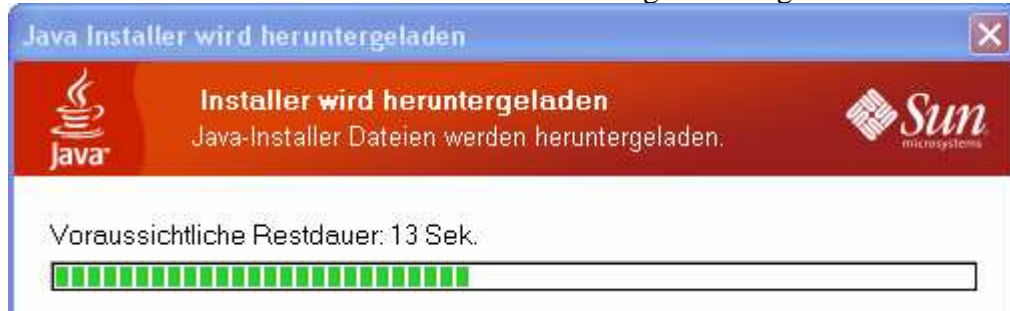 Java Installer wird heruntergeladen
Installer wird heruntergeladen
Java-Installer Dateien werden heruntergeladen.
Java
Sun
microsystems
Voraussichtliche Restdauer: 13 Sek.